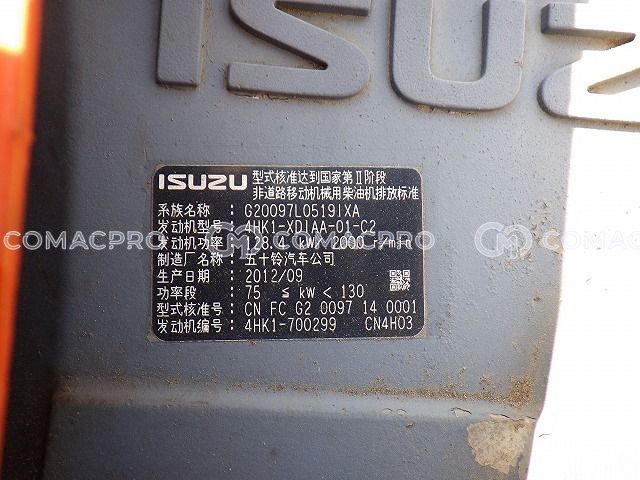 ISUZU
ISUZU 型式核准达到国家第Ⅱ阶段
非道路移动机械用柴油机排放标准
系族名称: G20097L0519IXA
发动机型号: 4HK1-XDIAA-01-C2
发动机功率: 128.4 kW/ 2000 r/min
制造厂名称: 五十铃汽车公司
生产日期: 2012/09
功率段: 75 ≦ kW < 130
型式核准号: CN FC G2 0097 14 0001
发动机编号: 4HK1-700299 CN4H03
COMACPRO
COMACPRO
COMACPRO